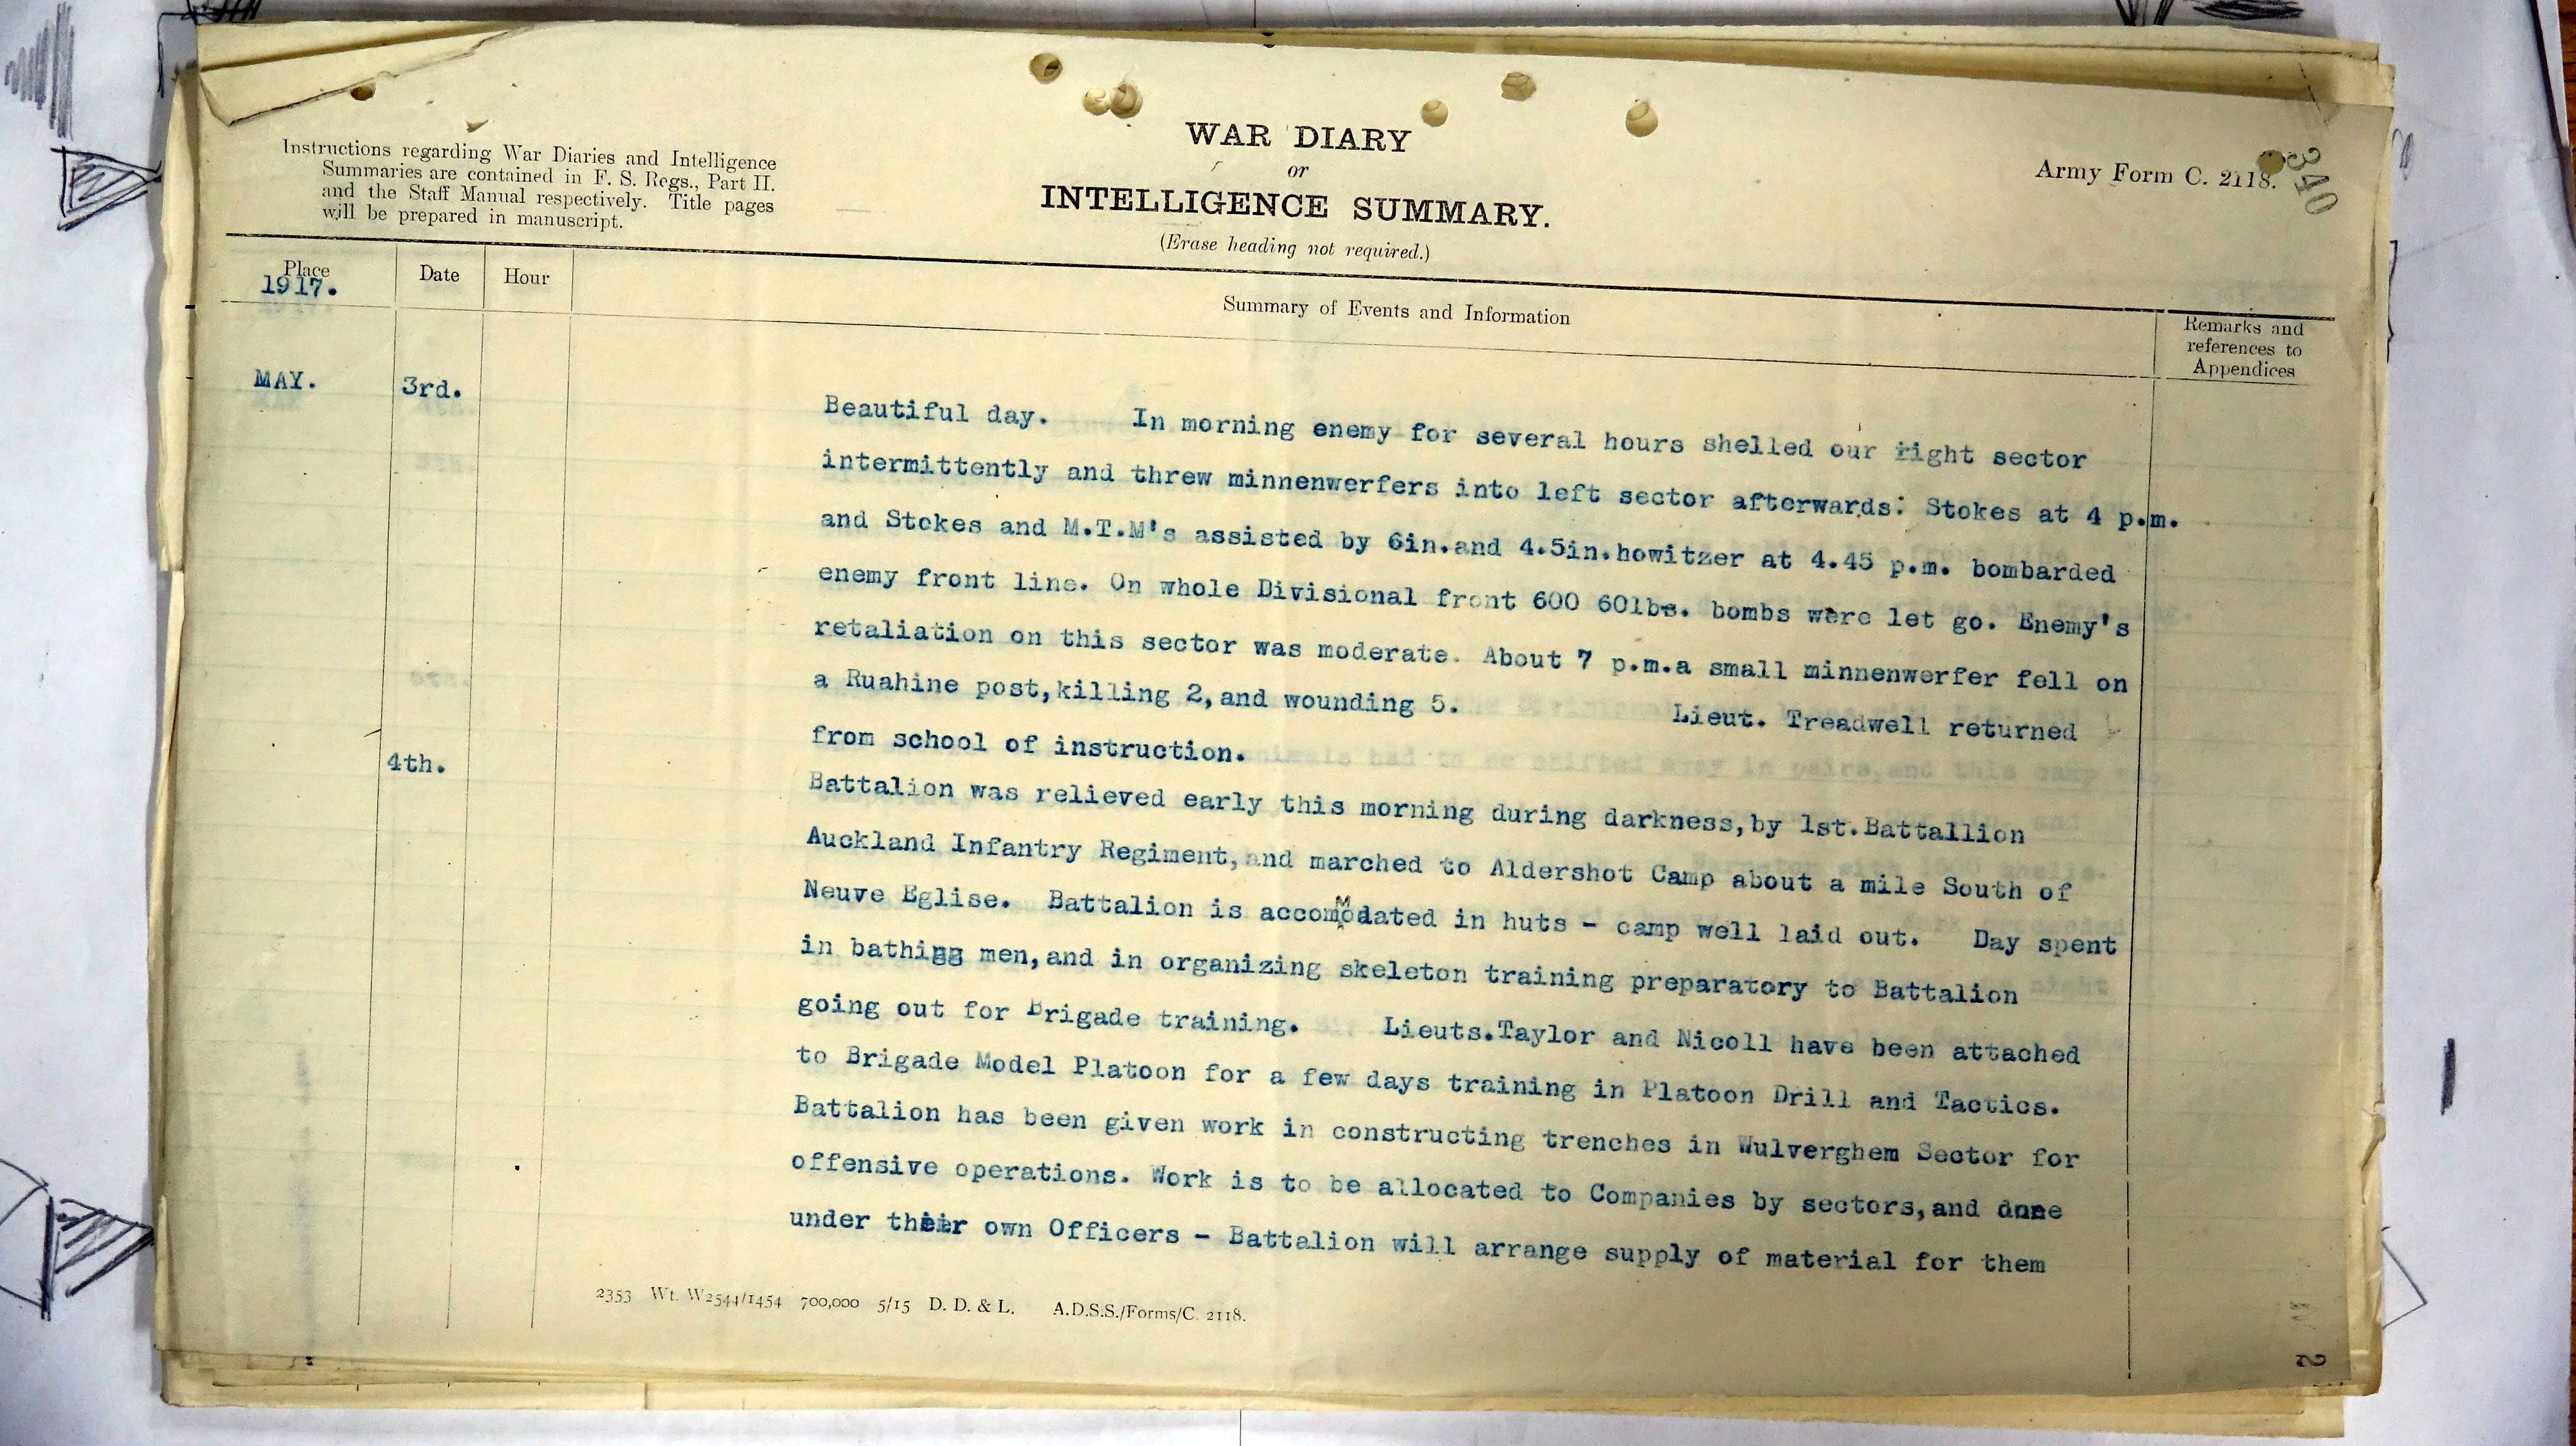 Instructions regarding War Diaries and Intelligence
Summaries are contained in F. S. Regs., Part II.
and the Staff Manual respectively. Title pages
will be prepared in manuscript.
WAR DIARY
or
INTELLIGENCE SUMMARY.
(Erase heading not required.)
Army Form C. 2118.
340
Place
1917.
Date
Hour
Summary of Events and Information
Remarks and
references to
Appendices
MAY.
3rd.
Beautiful day. In morning enemy for several hours shelled our right sector
intermittently and threw minnenwerfers into left sector afterwards: Stokes at 4 p.m.
and Stokes and M.T.M's assisted by 6in.and 4.5in.howitzer at 4.45 p.m. bombarded
enemy front line. On whole Divisional front 600 60lbs. bombs were let go. Enemy's
retaliation on this sector was moderate. About 7 p.m.a small minnenwerfer fell on
a Ruahine post,killing 2,and wounding 5. Lieut. Treadwell returned
from school of instruction.
4th.
Battalion was relieved early this morning during darkness,by 1st.Battallion
Auckland Infantry Regiment,and marched to Aldershot Camp about a mile South of
Neuve Eglise. Battalion is accomModated in huts - camp well laid out. Day spent
in bathing men,and in organizing skeleton training preparatory to Battalion
going out for Brigade training. Lieuts.Taylor and Nicoll have been attached
to Brigade Model Platoon for a few days training in Platoon Drill and Tactics.
Battalion has been given work in constructing trenches in Wulverghem Sector for
offensive operations. Work is to be allocated to Companies by sectors,and done
under their own Officers - Battalion will arrange supply of material for them
2353 Wt. W2544/1454 700,000 5/15 D. D. & L. A.D.S.S./Forms/C. 2118.
2